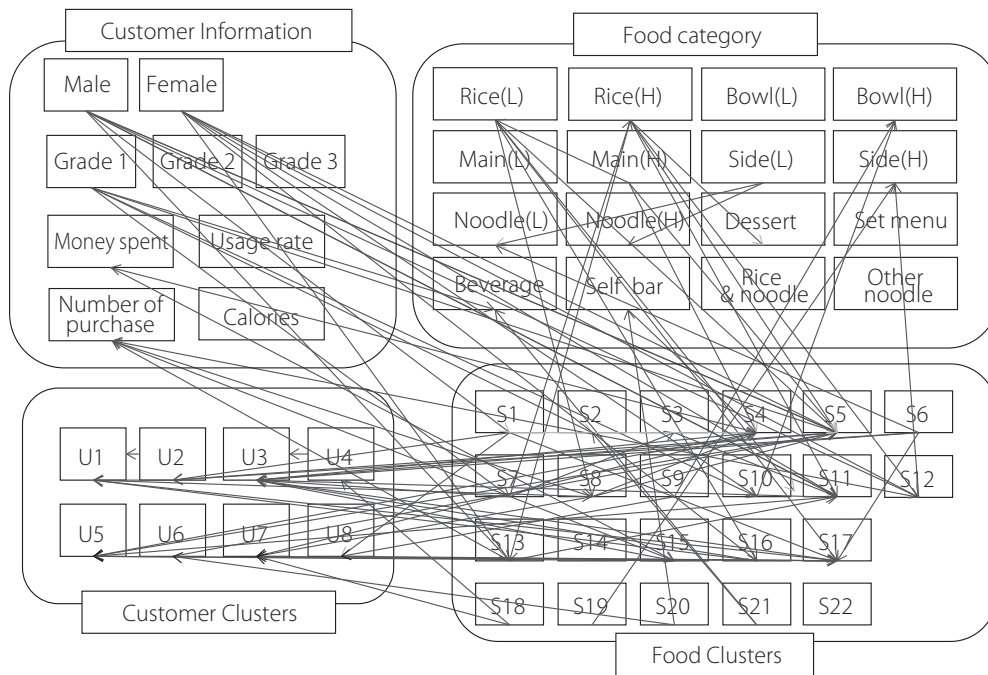 Customer Information
Male
Female
Grade 1
Grade 2
Grade 3
Money spent
Usage rate
Number of
purchase
Calories
Food category
Rice(L)
Rice(H)
Bowl(L)
Bowl(H)
Main(L)
Main(H)
Side(L)
Side(H)
Noodle(L)
Noodle(H)
Dessert
Set menu
Beverage
Self bar
Rice
& noodle
Other
noodle
U1
U2
U3
U4
U5
U6
U7
U8
Customer Clusters
S1
S2
S3
S4
S5
S6
S8
S9
S10
S11
S12
S13
S14
S15
S16
S17
S18
S19
S20
S21
S22
Food Clusters